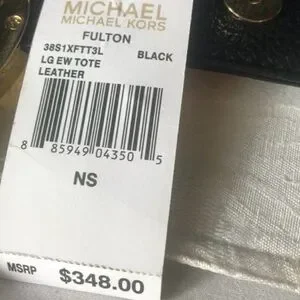 MICHAEL
MICHAEL KORS
FULTON
38S1XFTT3L BLACK
LG EW TOTE
LEATHER
8 85949 04350 5
NS
MSRP $348.00